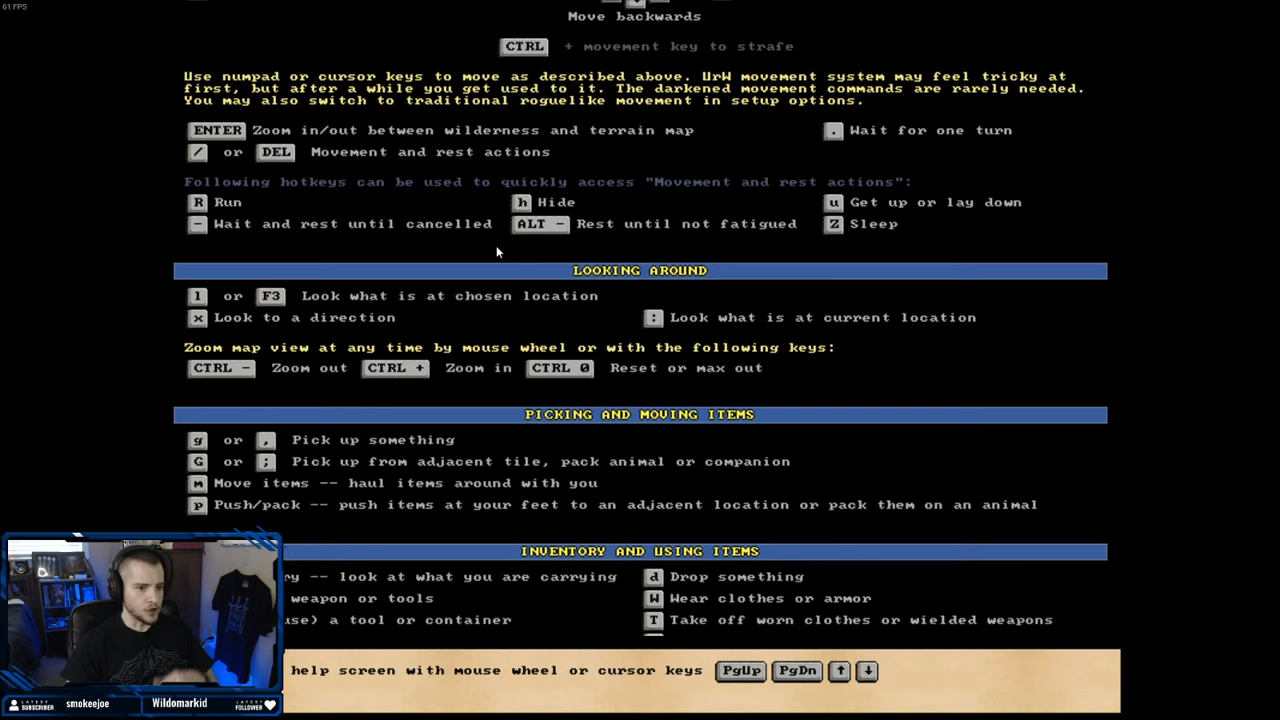 61 FPS
Move backwards
CTRL + movement key to strafe
Use numpad or cursor keys to move as described above. UrW movement system may feel tricky at
first, but after a while you get used to it. The darkened movement commands are rarely needed.
You may also switch to traditional roguelike movement in setup options.
ENTER Zoom in/out between wilderness and terrain map . Wait for one turn
/ or DEL Movement and rest actions
Following hotkeys can be used to quickly access "Movement and rest actions":
R Run h Hide u Get up or lay down
- Wait and rest until cancelled ALT - Rest until not fatigued Z Sleep
LOOKING AROUND
l or F3 Look what is at chosen location
x Look to a direction : Look what is at current location
Zoom map view at any time by mouse wheel or with the following keys:
CTRL - Zoom out CTRL + Zoom in CTRL 0 Reset or max out
PICKING AND MOVING ITEMS
g or , Pick up something
G or ; Pick up from adjacent tile, pack animal or companion
m Move items -- haul items around with you
p Push/pack -- push items at your feet to an adjacent location or pack them on an animal
INVENTORY AND USING ITEMS
ry -- look at what you are carrying d Drop something
weapon or tools W Wear clothes or armor
use) a tool or container T Take off worn clothes or wielded weapons
help screen with mouse wheel or cursor keys PgUp PgDn ↑ ↓
LATEST SUBSCRIBER smokeejoe Wildomarkid LATEST FOLLOWER